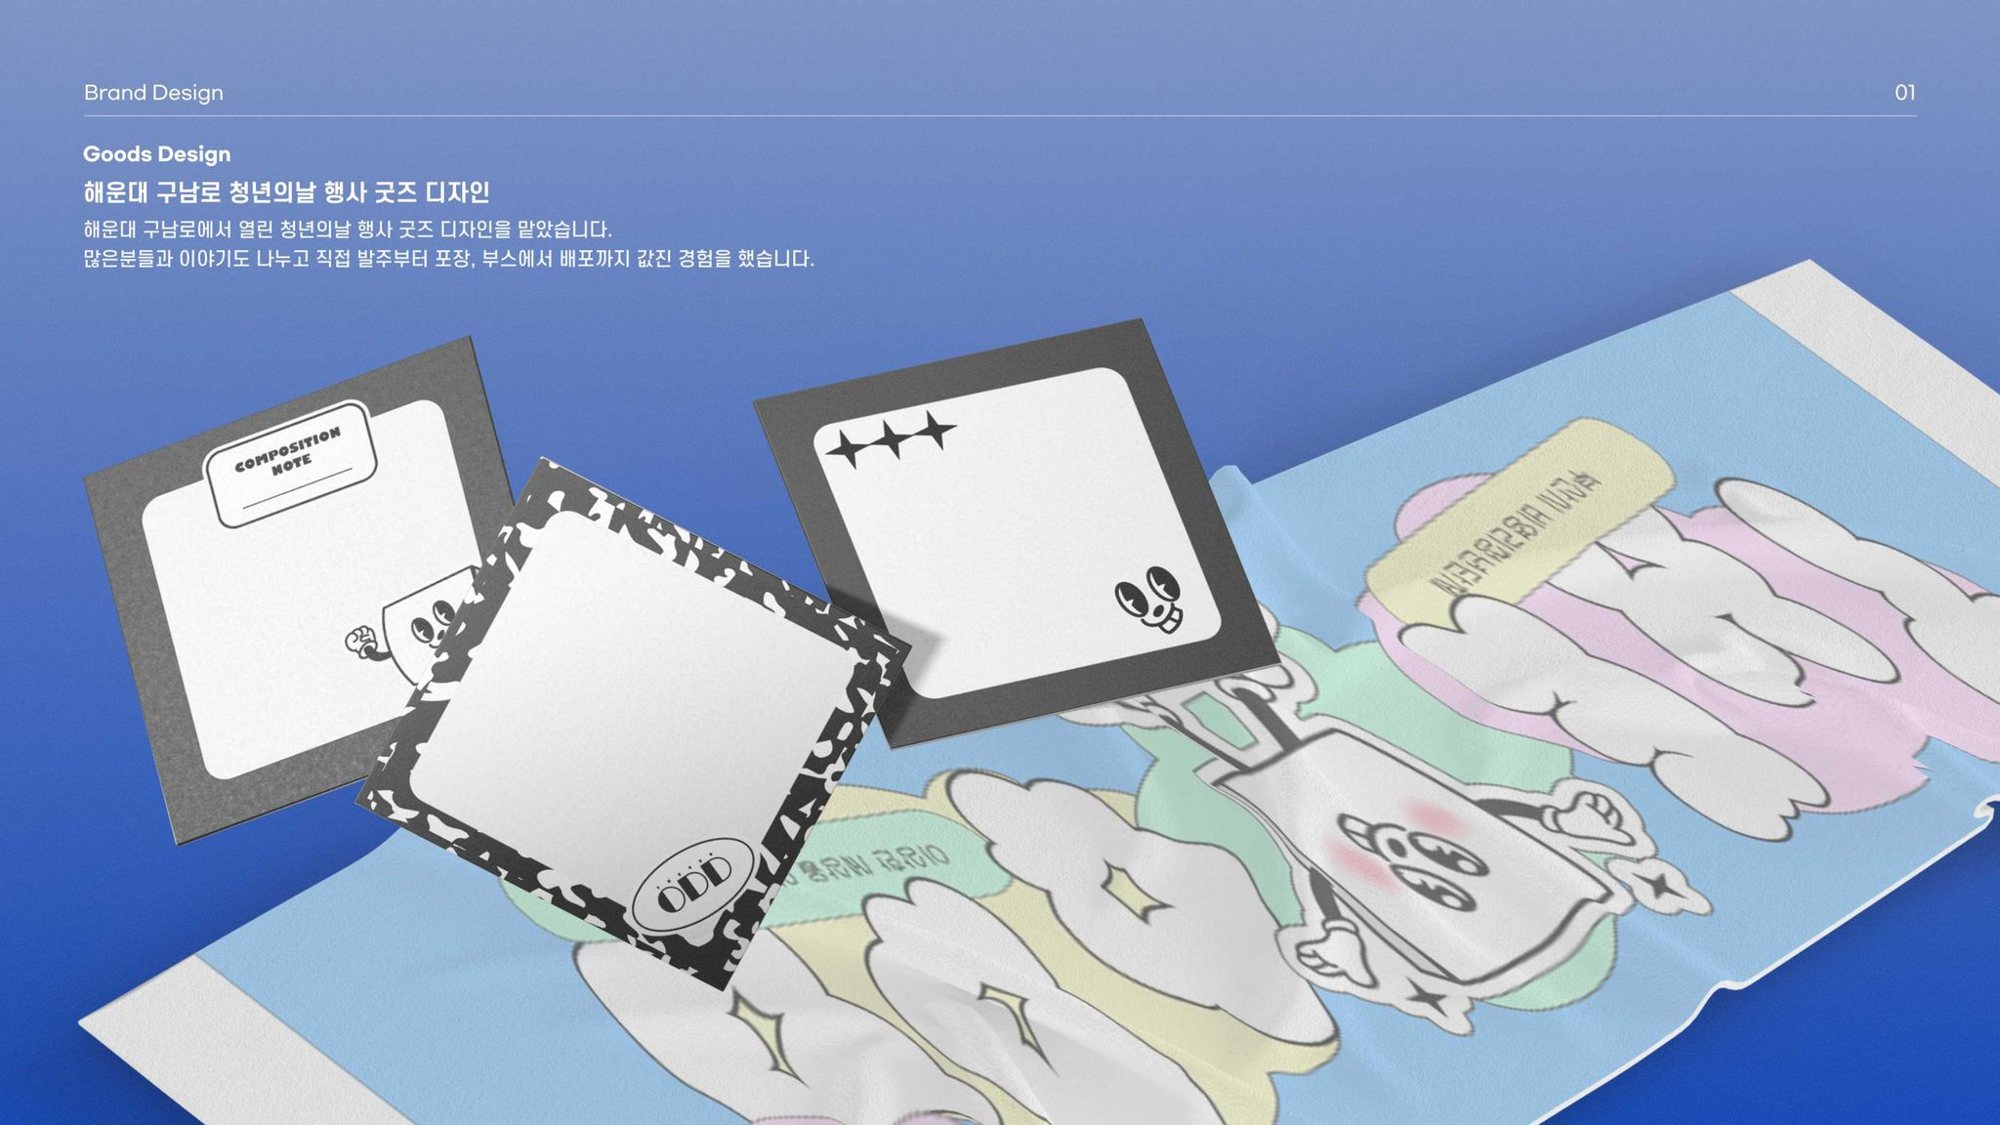 Brand Design
01
Goods Design
해운대 구남로 청년의날 행사 굿즈 디자인
해운대 구남로에서 열린 청년의날 행사 굿즈 디자인을 맡았습니다.
많은분들과 이야기도 나누고 직접 발주부터 포장, 부스에서 배포까지 값진 경험을 했습니다.
COMPOSITION
NOTE
ODD